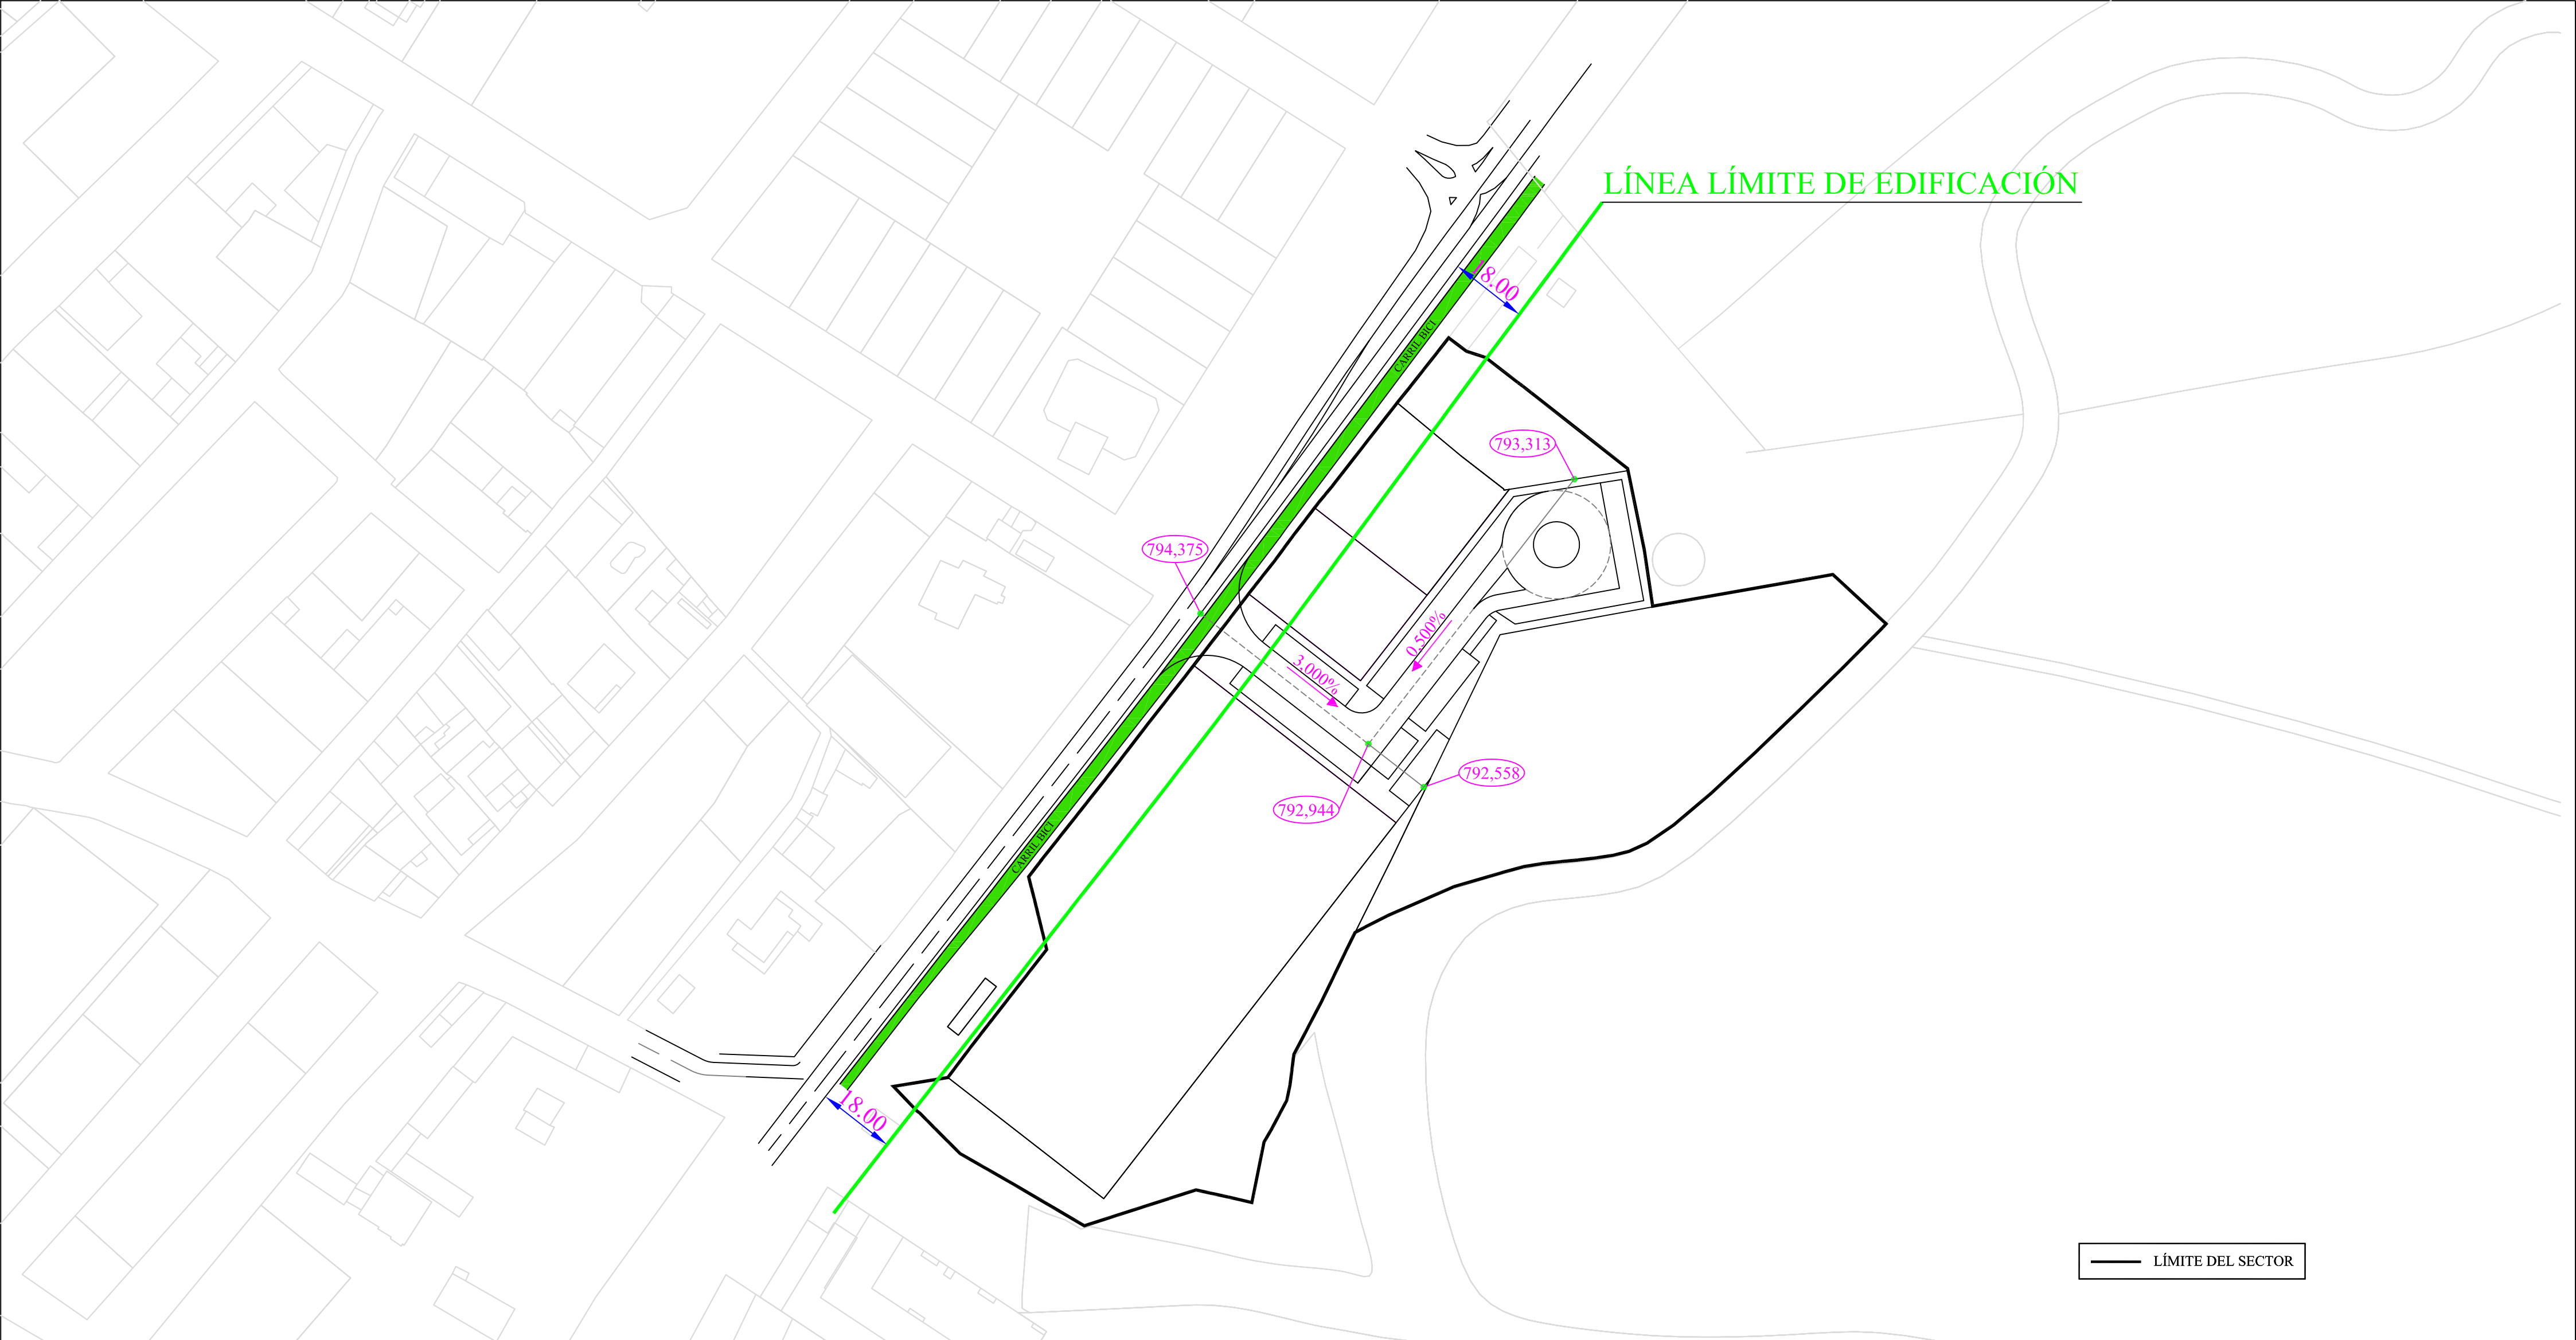 LÍNEA LÍMITE DE EDIFICACIÓN
18.00
CARRIL BICI
793,313
794,375
0,500%
3,000%
792,558
792,944
CARRIL BICI
18.00
LÍMITE DEL SECTOR